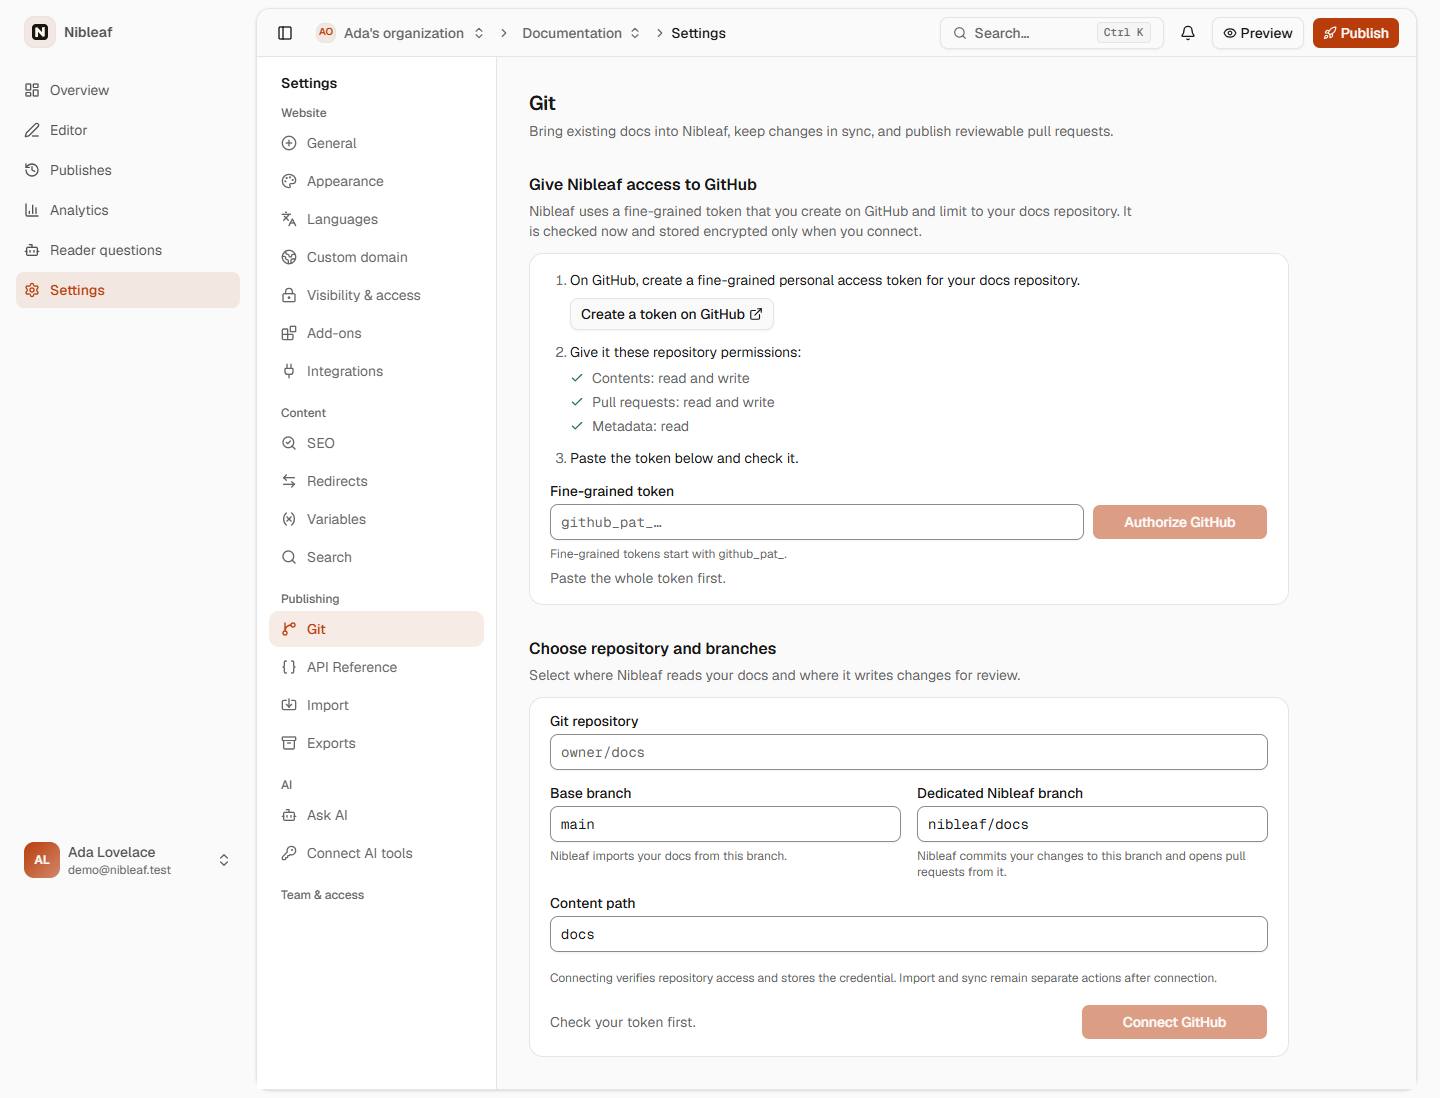 Nibleaf
Overview
Editor
Publishes
Analytics
Reader questions
Settings
AL
Ada Lovelace
demo@nibleaf.test
AO
Ada's organization
Documentation
Settings
Search...
Ctrl K
Preview
Publish
Settings
Website
General
Appearance
Languages
Custom domain
Visibility & access
Add-ons
Integrations
Content
SEO
Redirects
Variables
Search
Publishing
Git
API Reference
Import
Exports
AI
Ask AI
Connect AI tools
Team & access
Git
Bring existing docs into Nibleaf, keep changes in sync, and publish reviewable pull requests.
Give Nibleaf access to GitHub
Nibleaf uses a fine-grained token that you create on GitHub and limit to your docs repository. It
is checked now and stored encrypted only when you connect.
1. On GitHub, create a fine-grained personal access token for your docs repository.
Create a token on GitHub
2. Give it these repository permissions:
Contents: read and write
Pull requests: read and write
Metadata: read
3. Paste the token below and check it.
Fine-grained token
github_pat_…
Authorize GitHub
Fine-grained tokens start with github_pat_.
Paste the whole token first.
Choose repository and branches
Select where Nibleaf reads your docs and where it writes changes for review.
Git repository
owner/docs
Base branch
main
Nibleaf imports your docs from this branch.
Dedicated Nibleaf branch
nibleaf/docs
Nibleaf commits your changes to this branch and opens pull
requests from it.
Content path
docs
Connecting verifies repository access and stores the credential. Import and sync remain separate actions after connection.
Check your token first.
Connect GitHub